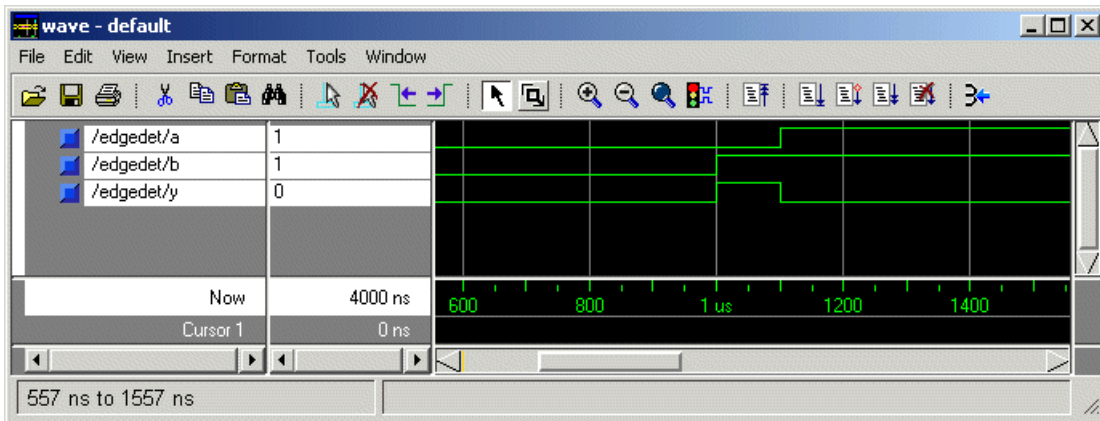 wave - default
File Edit View Insert Format Tools Window
/edgedet/a 1
/edgedet/b 1
/edgedet/y 0
Now 4000 ns
600 800 1 us 1200 1400
Cursor 1 0 ns
557 ns to 1557 ns